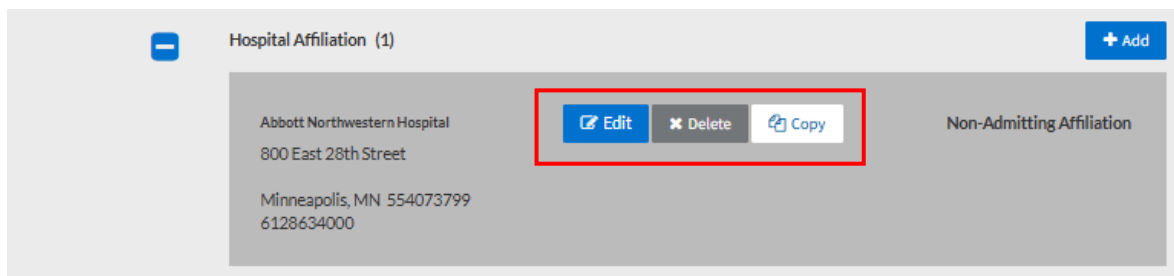 Hospital Affiliation (1)
Add
Abbott Northwestern Hospital
800 East 28th Street
Minneapolis, MN 554073799
6128634000
Edit
Delete
Copy
Non-Admitting Affiliation